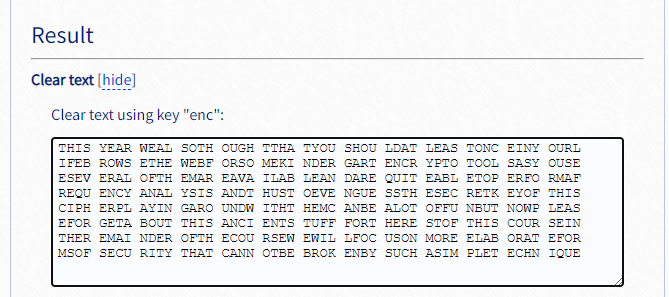 Result
Clear text [hide]
Clear text using key "enc":
THIS YEAR WEAL SOTH OUGH TTHA TYOU SHOU LDAT LEAS TONC EINY OURL
IFEB ROWS ETHE WEBF ORSO MEKI NDER GART ENCR YPTO TOOL SASY OUSE
ESEV ERAL OFTH EMAR EAVA ILAB LEAN DARE QUIT EABL ETOP ERFO RMAF
REQU ENCY ANAL YSIS ANDT HUST OEVE NGUE SSTH ESEC RETK EYOF THIS
CIPH ERPL AYIN GARO UNDW ITHT HEMC ANBE ALOT OFFU NBUT NOWP LEAS
EFOR GETA BOUT THIS ANCI ENTS TUFF FORT HERE STOF THIS COUR SEIN
THER EMAI NDER OFTH ECOU RSEW EWIL LFOC USON MORE ELAB ORAT EFOR
MSOF SECU RITY THAT CANN OTBE BROK ENBY SUCH ASIM PLET ECHN IQUE